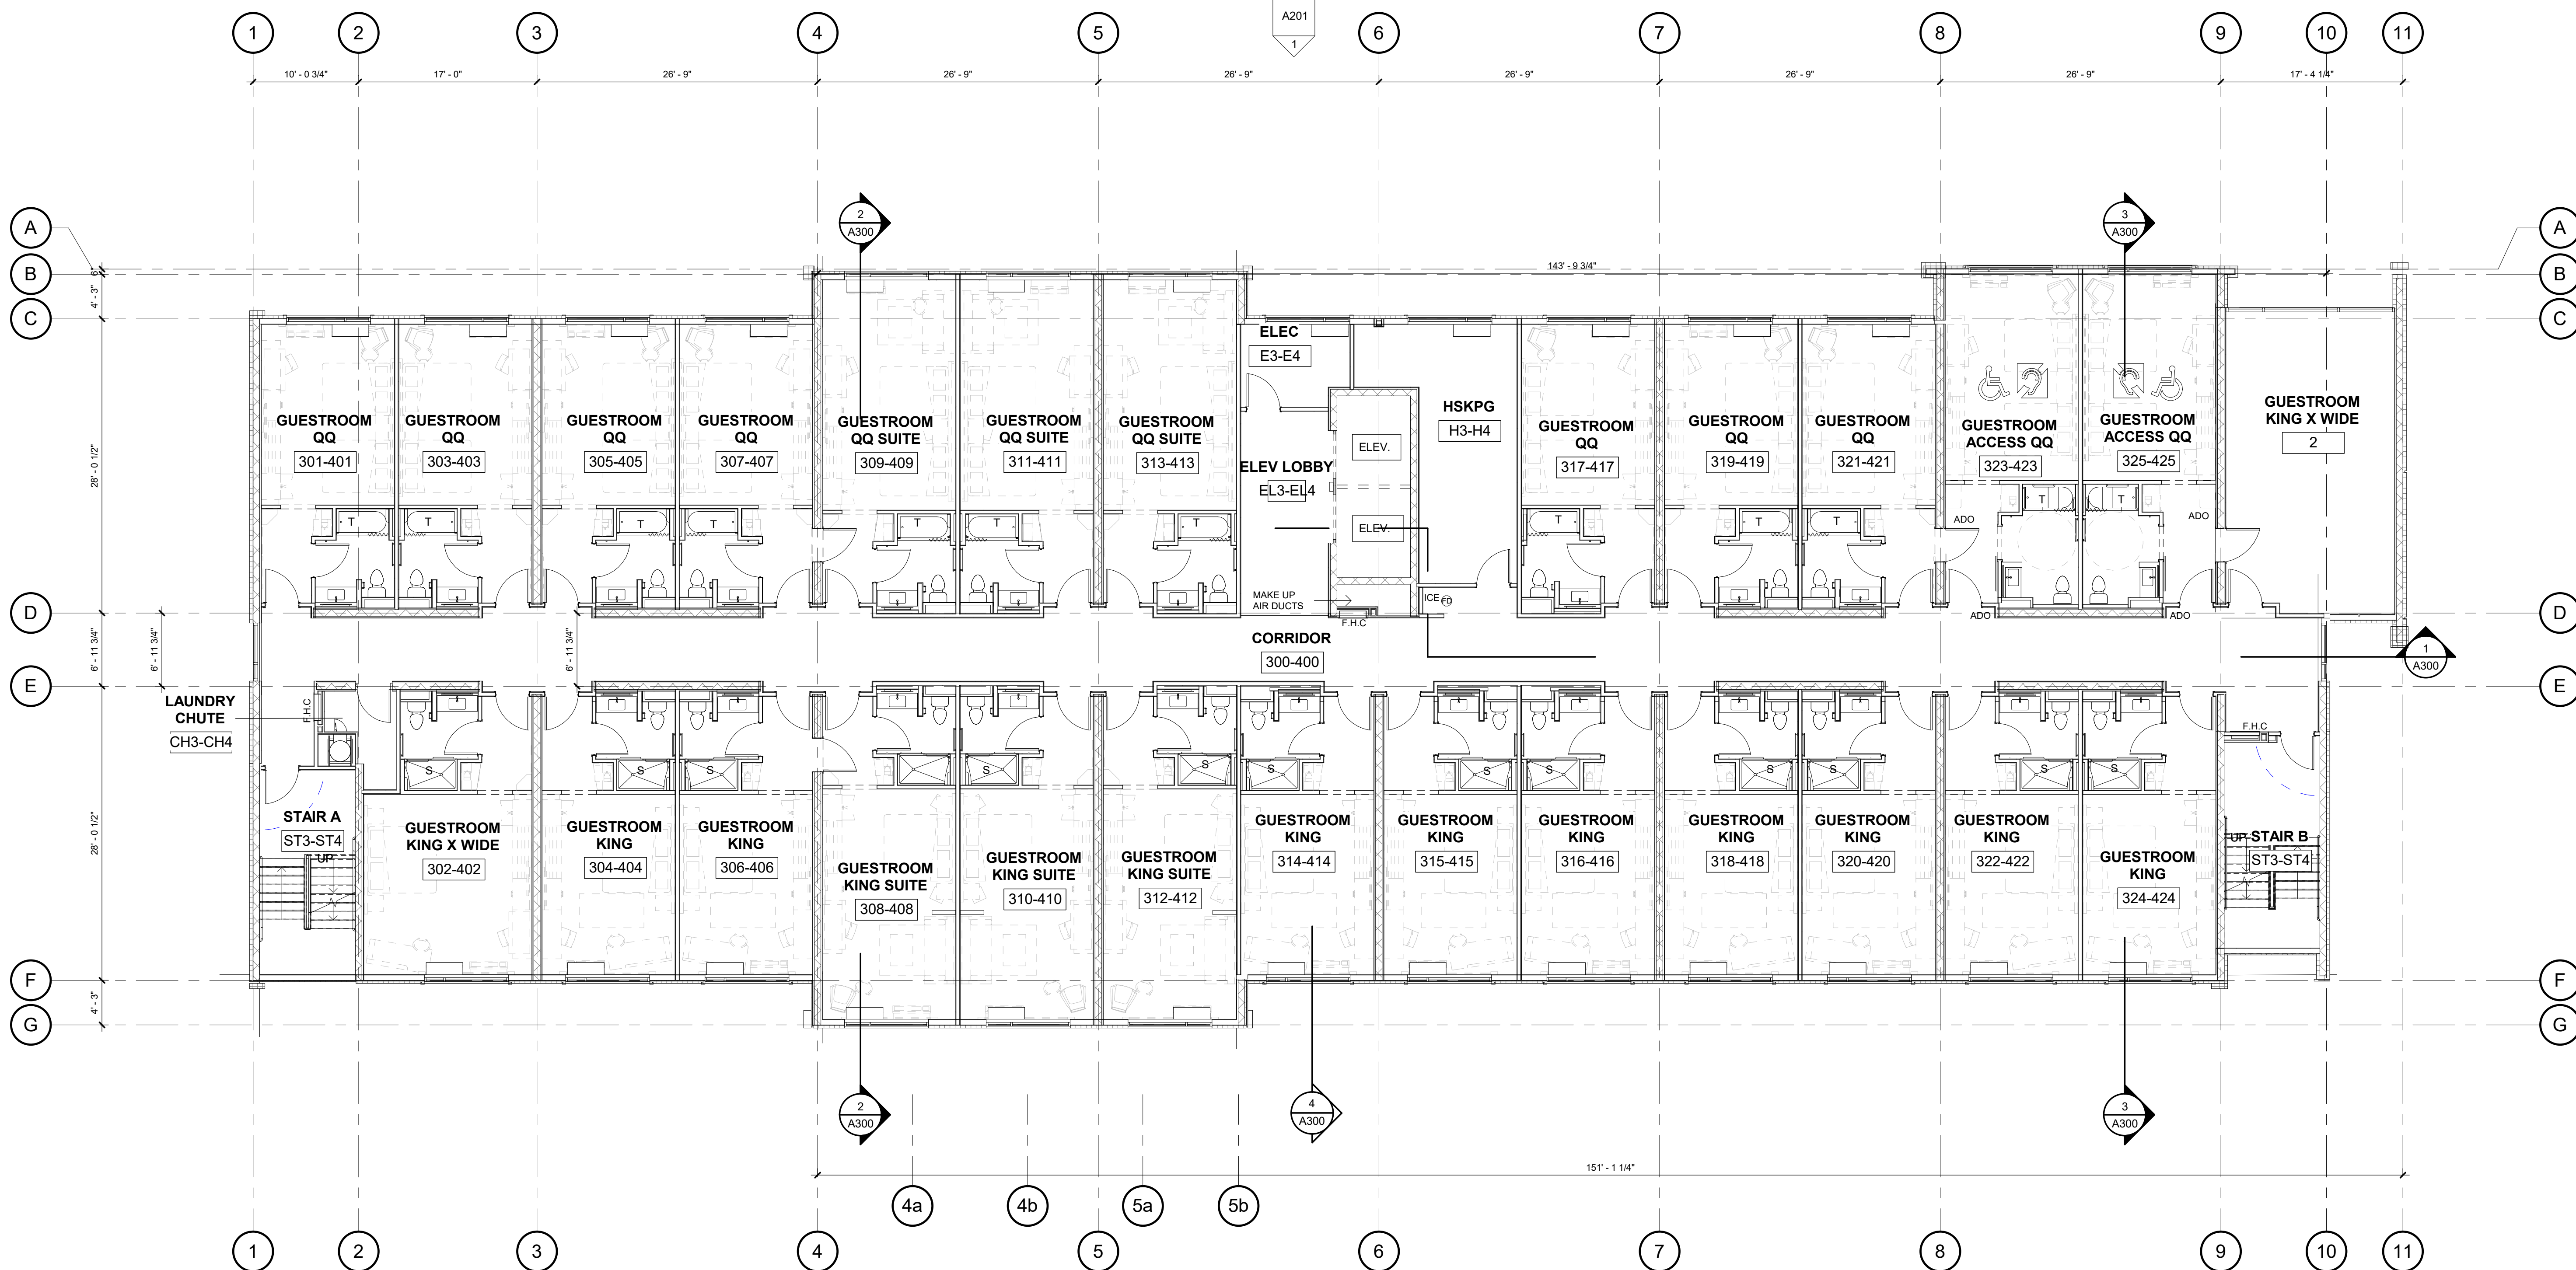 A201
1
1
2
3
4
5
6
7
8
9
10
11
10' - 0 3/4"
17' - 0"
26' - 9"
26' - 9"
26' - 9"
26' - 9"
26' - 9"
26' - 9"
17' - 4 1/4"
2
A300
3
A300
A
A
B
B
C
C
6"
4' - 3"
28' - 0 1/2"
143' - 9 3/4"
ELEC
E3-E4
GUESTROOM
QQ
301-401
GUESTROOM
QQ
303-403
GUESTROOM
QQ
305-405
GUESTROOM
QQ
307-407
GUESTROOM
QQ SUITE
309-409
GUESTROOM
QQ SUITE
311-411
GUESTROOM
QQ SUITE
313-413
ELEV LOBBY
EL3-EL4
ELEV.
ELEV.
HSKPG
H3-H4
GUESTROOM
QQ
317-417
GUESTROOM
QQ
319-419
GUESTROOM
QQ
321-421
GUESTROOM
ACCESS QQ
323-423
GUESTROOM
ACCESS QQ
325-425
GUESTROOM
KING X WIDE
2
T
T
T
T
T
T
T
T
T
T
T
T
ADO
ADO
MAKE UP
AIR DUCTS
ICE
FD
F.H.C
ADO
ADO
D
D
6' - 11 3/4"
6' - 11 3/4"
6' - 11 3/4"
CORRIDOR
300-400
1
A300
E
E
LAUNDRY
CHUTE
CH3-CH4
F.H.C
F.H.C
S
S
S
S
S
S
S
S
S
S
S
S
28' - 0 1/2"
STAIR A
ST3-ST4
UP
GUESTROOM
KING X WIDE
302-402
GUESTROOM
KING
304-404
GUESTROOM
KING
306-406
GUESTROOM
KING SUITE
308-408
GUESTROOM
KING SUITE
310-410
GUESTROOM
KING SUITE
312-412
GUESTROOM
KING
314-414
GUESTROOM
KING
315-415
GUESTROOM
KING
316-416
GUESTROOM
KING
318-418
GUESTROOM
KING
320-420
GUESTROOM
KING
322-422
GUESTROOM
KING
324-424
UP
STAIR B
ST3-ST4
F
F
4' - 3"
G
G
2
A300
4
A300
3
A300
151' - 1 1/4"
4a
4b
5a
5b
1
2
3
4
5
6
7
8
9
10
11